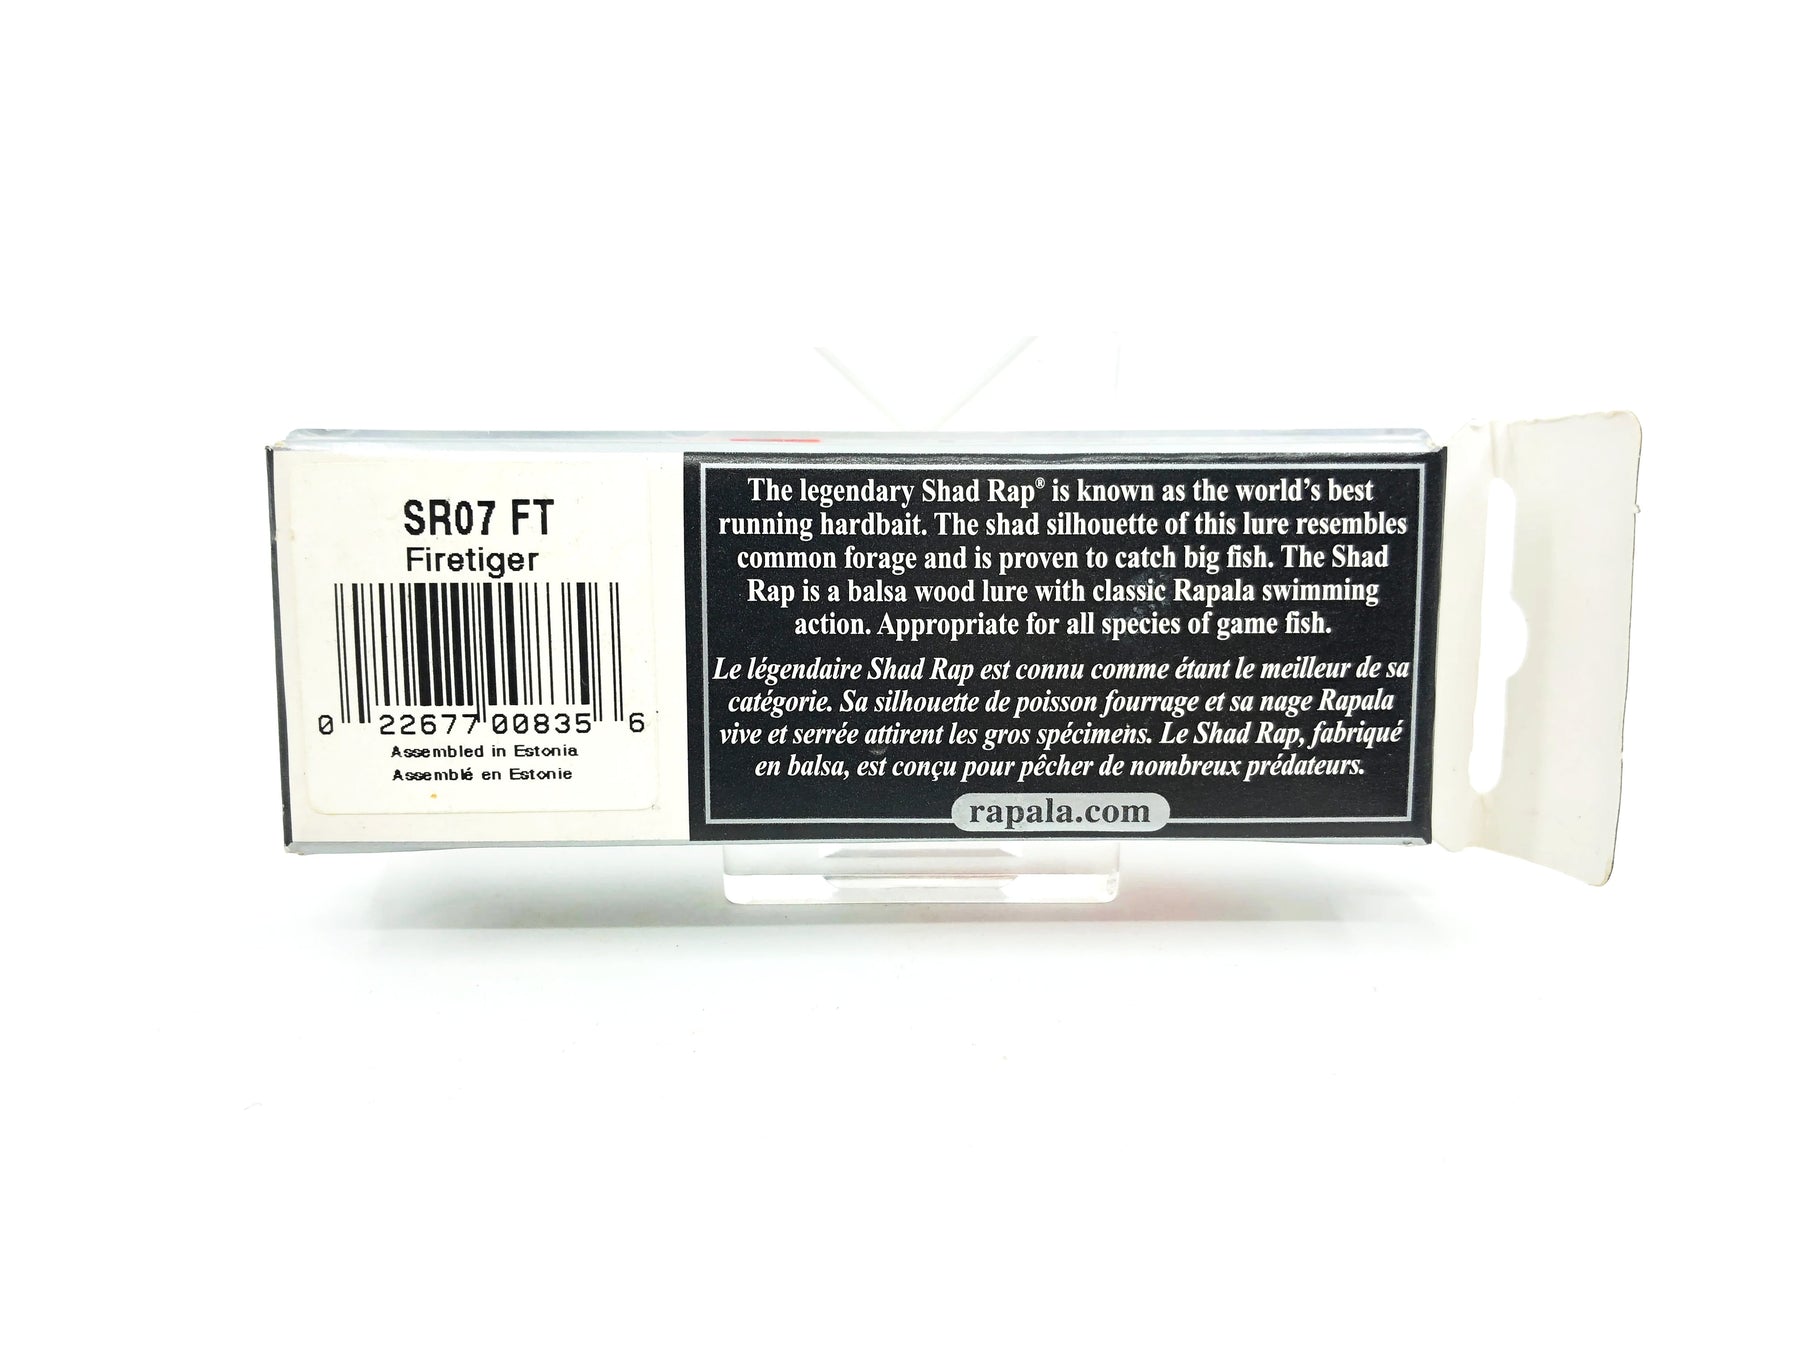 SR07 FT
Firetiger
0 22677 00835 6
Assembled in Estonia
Assemblé en Estonie
The legendary Shad Rap® is known as the world's best
running hardbait. The shad silhouette of this lure resembles
common forage and is proven to catch big fish. The Shad
Rap is a balsa wood lure with classic Rapala swimming
action. Appropriate for all species of game fish.
Le légendaire Shad Rap est connu comme étant le meilleur de sa
catégorie. Sa silhouette de poisson fourrage et sa nage Rapala
vive et serrée attirent les gros spécimens. Le Shad Rap, fabriqué
en balsa, est conçu pour pêcher de nombreux prédateurs.
rapala.com